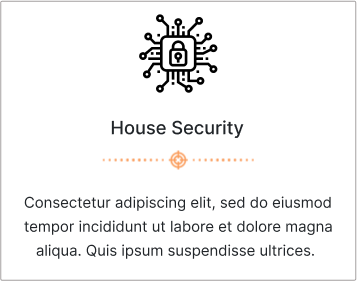 House Security
Consectetur adipiscing elit, sed do eiusmod
tempor incididunt ut labore et dolore magna
aliqua. Quis ipsum suspendisse ultrices.